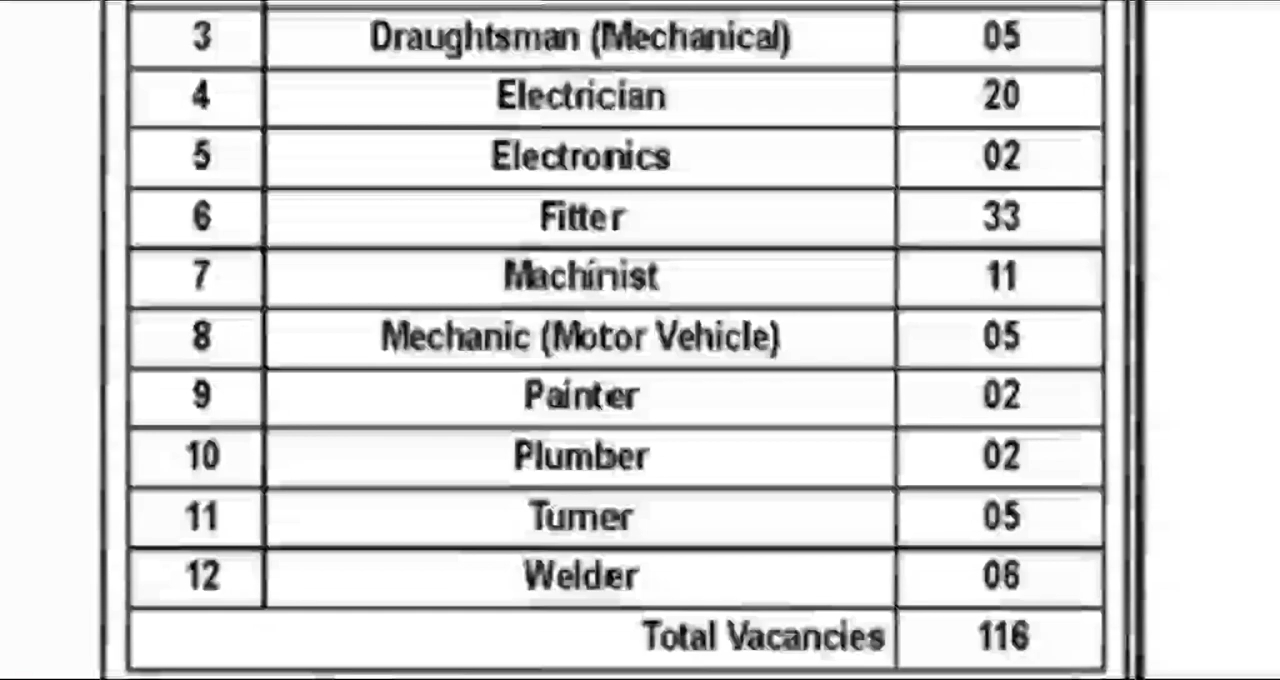 3 Draughtsman (Mechanical) 05
4 Electrician 20
5 Electronics 02
6 Fitter 33
7 Machinist 11
8 Mechanic (Motor Vehicle) 05
9 Painter 02
10 Plumber 02
11 Turner 05
12 Welder 06
Total Vacancies 116